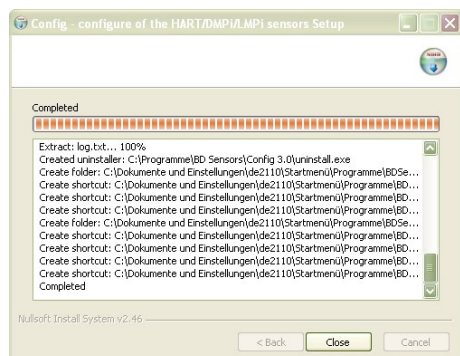 Config - configure of the HART/DMPi/LMPi sensors Setup
Completed
Extract: log.txt... 100%
Created uninstaller: C:\Programme\BD Sensors\Config 3.0\uninstall.exe
Create folder: C:\Dokumente und Einstellungen\de2110\Startmenü\Programme\BDSe...
Create shortcut: C:\Dokumente und Einstellungen\de2110\Startmenü\Programme\BD...
Create shortcut: C:\Dokumente und Einstellungen\de2110\Startmenü\Programme\BD...
Create shortcut: C:\Dokumente und Einstellungen\de2110\Startmenü\Programme\BD...
Create folder: C:\Dokumente und Einstellungen\de2110\Startmenü\Programme\BDSe...
Create shortcut: C:\Dokumente und Einstellungen\de2110\Startmenü\Programme\BD...
Create shortcut: C:\Dokumente und Einstellungen\de2110\Startmenü\Programme\BD...
Create shortcut: C:\Dokumente und Einstellungen\de2110\Startmenü\Programme\BD...
Create shortcut: C:\Dokumente und Einstellungen\de2110\Startmenü\Programme\BD...
Completed
Nullsoft Install System v2.46
< Back Close Cancel